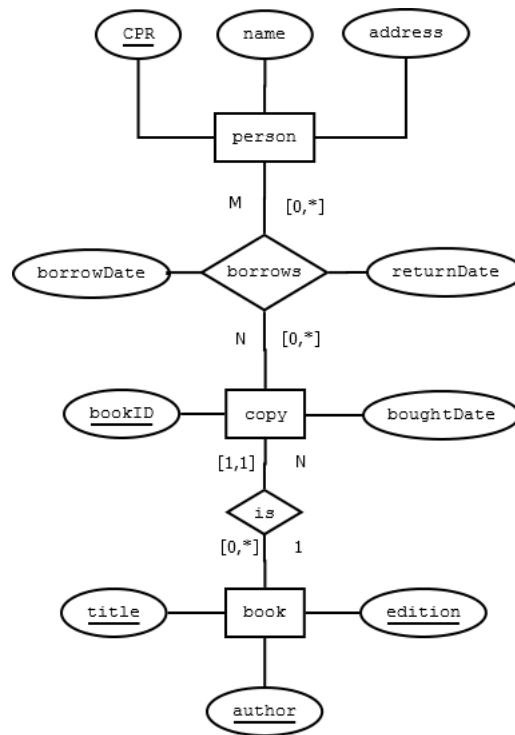 CPR name address
person
M [0,*]
borrowDate borrows returnDate
N [0,*]
bookID copy boughtDate
[1,1] N
is
[0,*] 1
title book edition
author